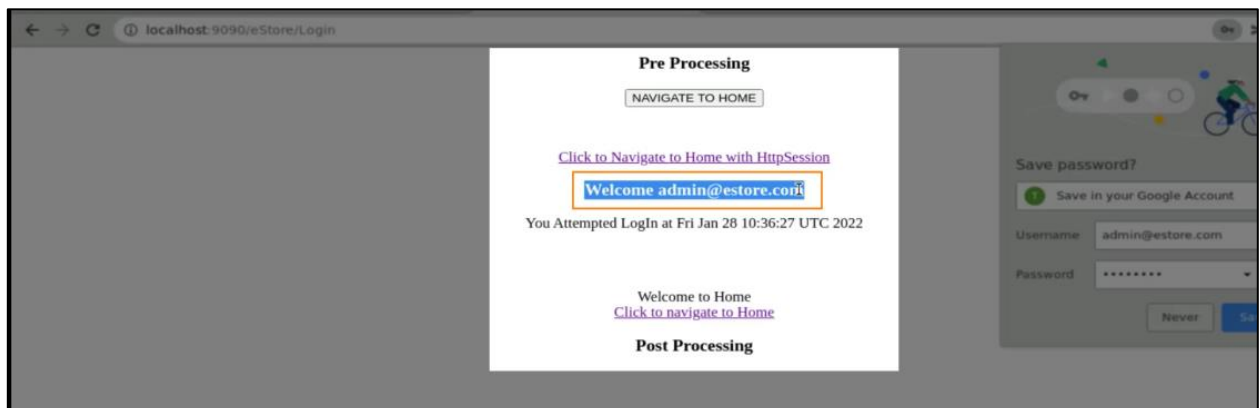 localhost:9090/eStore/Login
Pre Processing
NAVIGATE TO HOME
Click to Navigate to Home with HttpSession
Welcome admin@estore.com
You Attempted LogIn at Fri Jan 28 10:36:27 UTC 2022
Welcome to Home
Click to navigate to Home
Post Processing
Save password?
T Save in your Google Account
Username admin@estore.com
Password ••••••••
Never